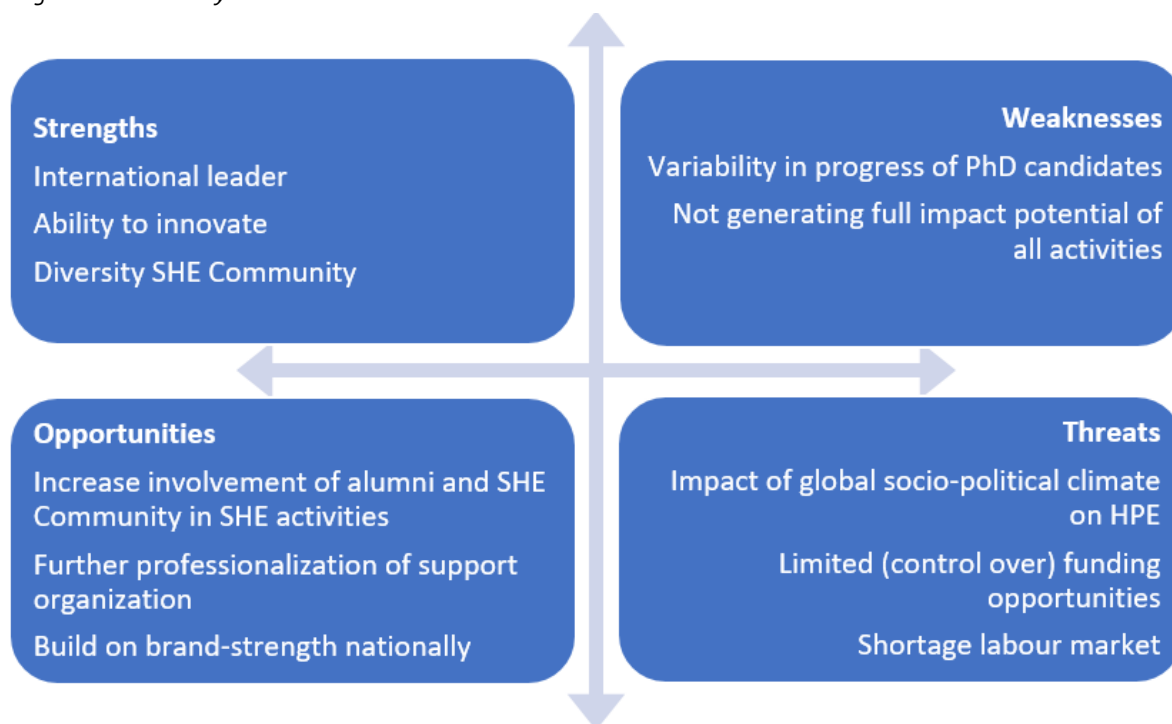 Strengths
International leader
Ability to innovate
Diversity SHE Community
Weaknesses
Variability in progress of PhD candidates
Not generating full impact potential of
all activities
Opportunities
Increase involvement of alumni and SHE
Community in SHE activities
Further professionalization of support
organization
Build on brand-strength nationally
Threats
Impact of global socio-political climate
on HPE
Limited (control over) funding
opportunities
Shortage labour market